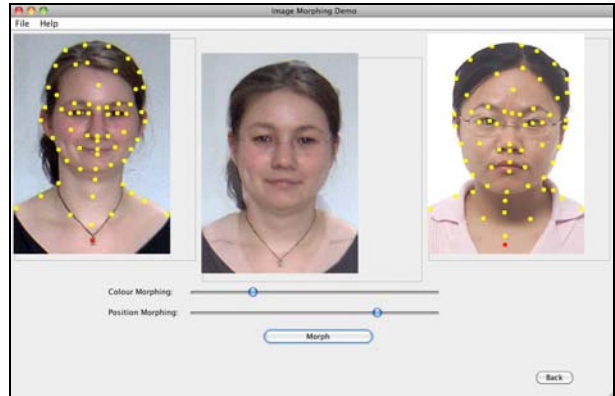 Image Morphing Demo
File Help
Colour Morphing:
Position Morphing:
Morph
Back